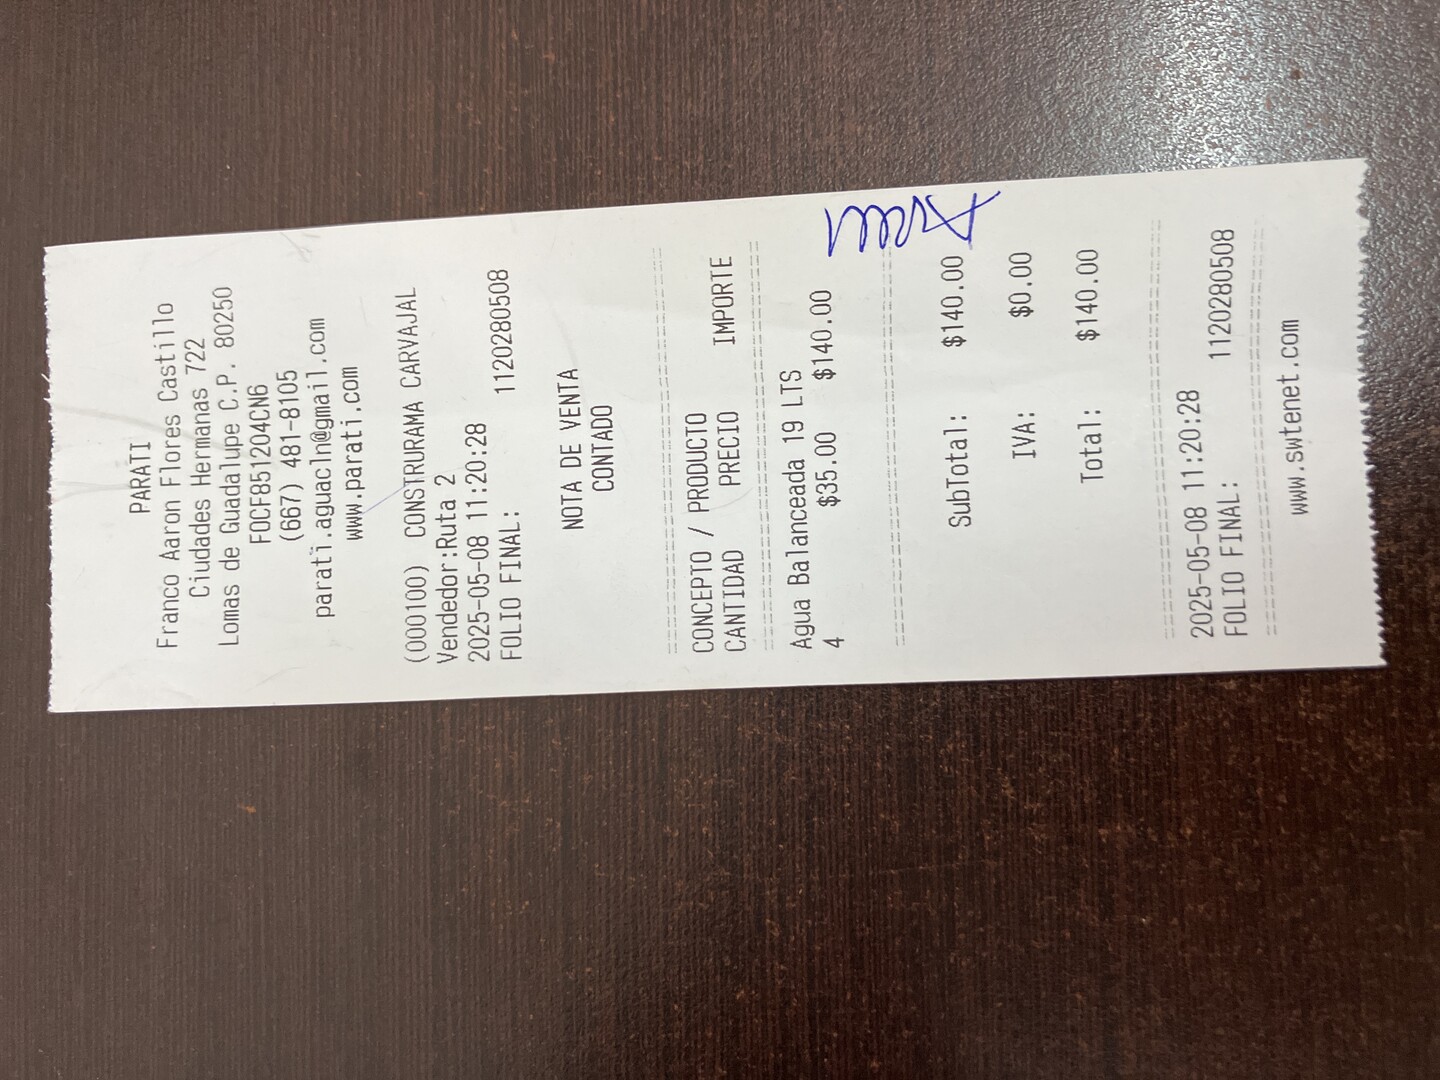 PARATI
Franco Aaron Flores Castillo
Ciudades Hermanas 722
Lomas de Guadalupe C.P. 80250
FOCF851204CN6
(667) 481-8105
parati.aguacln@gmail.com
www.parati.com
(000100) CONSTRURAMA CARVAJAL
Vendedor:Ruta 2
2025-05-08 11:20:28
FOLIO FINAL: 1120280508
NOTA DE VENTA
CONTADO
CONCEPTO / PRODUCTO
CANTIDAD PRECIO IMPORTE
Agua Balanceada 19 LTS
4 $35.00 $140.00
SubTotal: $140.00
IVA: $0.00
Total: $140.00
2025-05-08 11:20:28
FOLIO FINAL: 1120280508
www.swtenet.com